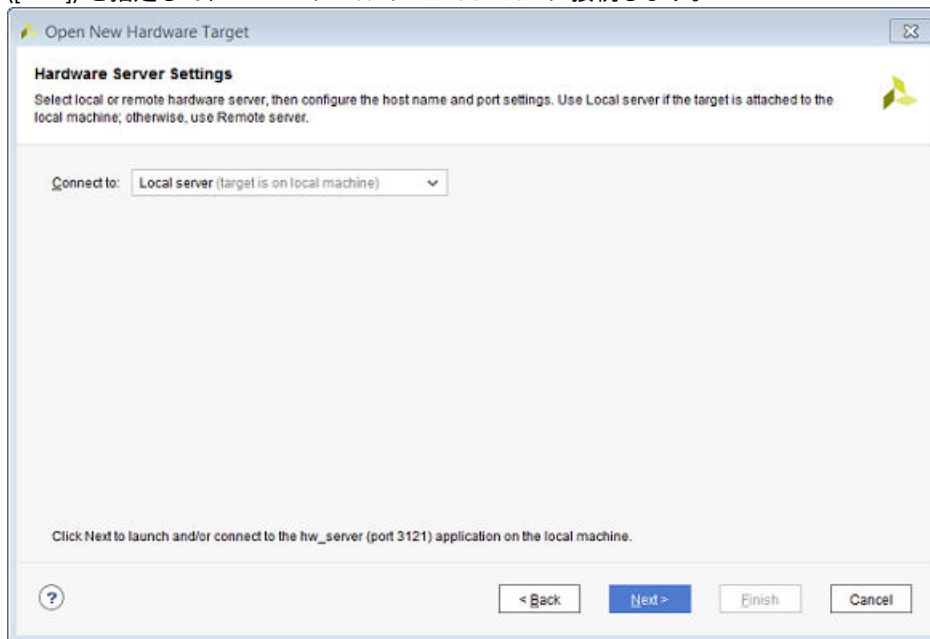 Open New Hardware Target
Hardware Server Settings
Select local or remote hardware server, then configure the host name and port settings. Use Local server if the target is attached to the
local machine; otherwise, use Remote server.
Connect to: Local server (target is on local machine)
Click Next to launch and/or connect to the hw_server (port 3121) application on the local machine.
? < Back Next > Finish Cancel